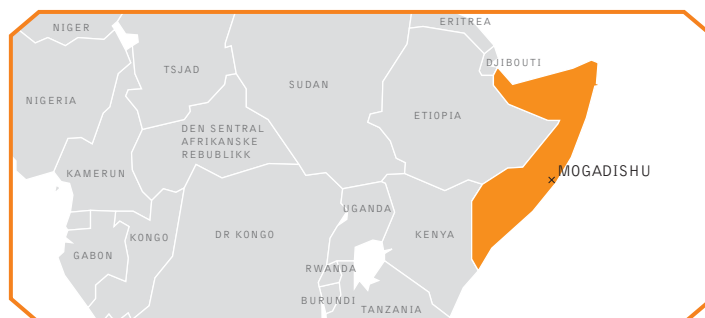 ERITREA
NIGER
DJIBOUTI
TSJAD
SUDAN
NIGERIA
ETIOPIA
DEN SENTRAL
AFRIKANSKE
REBUBLIKK
MOGADISHU
KAMERUN
UGANDA
KONGO
DR KONGO
KENYA
GABON
RWANDA
BURUNDI
TANZANIA